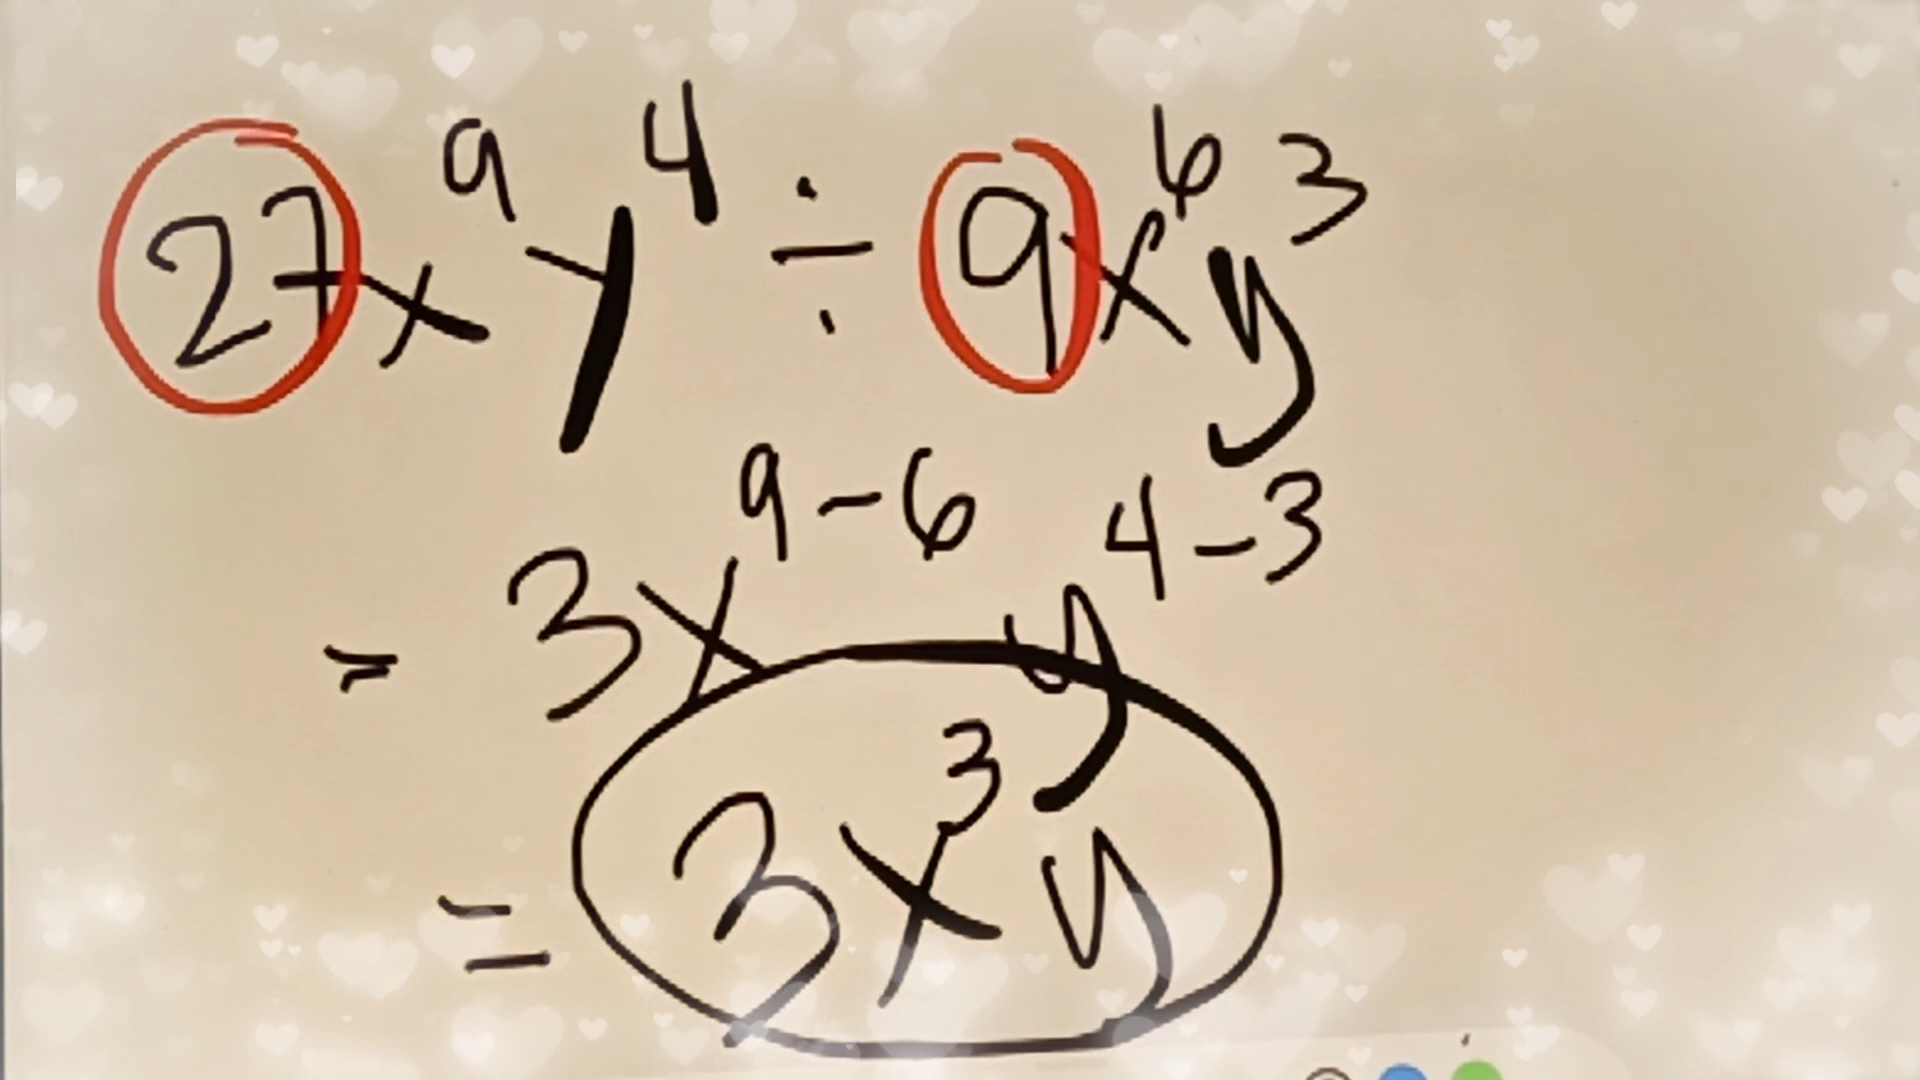 27x⁹y⁴ ÷ 9x⁶y³
= 3x⁹⁻⁶y⁴⁻³
= 3x³y